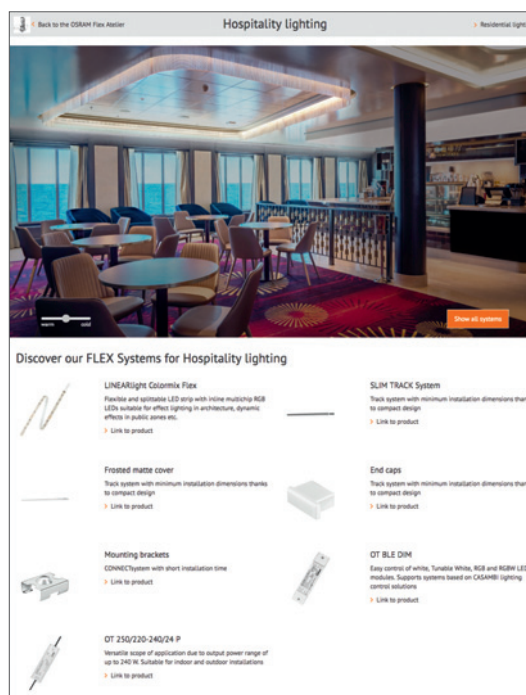 Back to the OSRAM Flex Atelier
Hospitality lighting
Residential light
warm
cold
Show all systems
Discover our FLEX Systems for Hospitality lighting
LINEARlight Colormix Flex
Flexible and splittable LED strip with inline multichip RGB
LEDs suitable for effect lighting in architecture, dynamic
effects in public zones etc.
Link to product
SLIM TRACK System
Track system with minimum installation dimensions than
to compact design
Link to product
Frosted matte cover
Track system with minimum installation dimensions thanks
to compact design
Link to product
End caps
Track system with minimum installation dimensions than
to compact design
Link to product
Mounting brackets
CONNECTsystem with short installation time
Link to product
OT BLE DIM
Easy control of white, Tunable White, RGB and RGBW LED
modules. Supports systems based on CASAMBI lighting
control solutions
Link to product
OT 250/220-240/24 P
Versatile scope of application due to output power range of
up to 240 W. Suitable for indoor and outdoor installations
Link to product